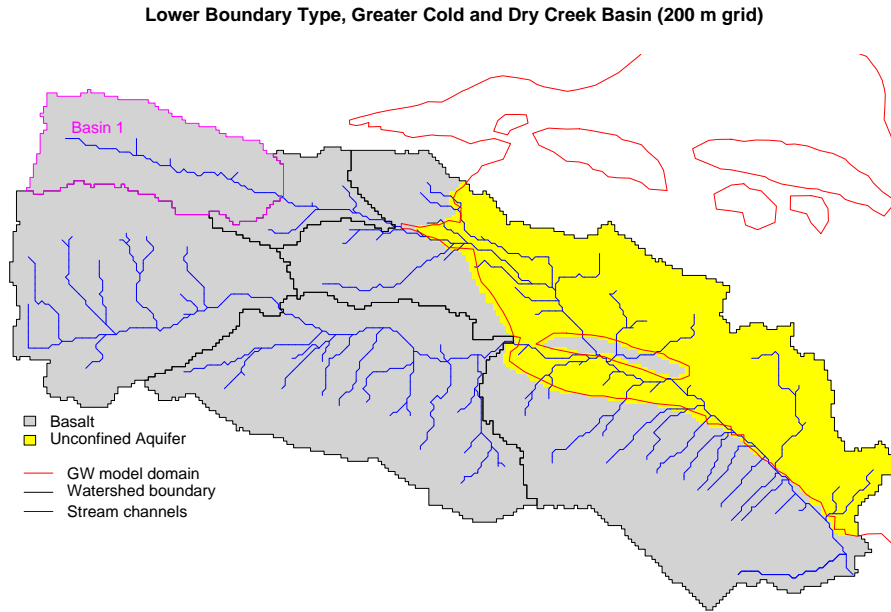 Lower Boundary Type, Greater Cold and Dry Creek Basin (200 m grid)
Basin 1
Basalt
Unconfined Aquifer
GW model domain
Watershed boundary
Stream channels